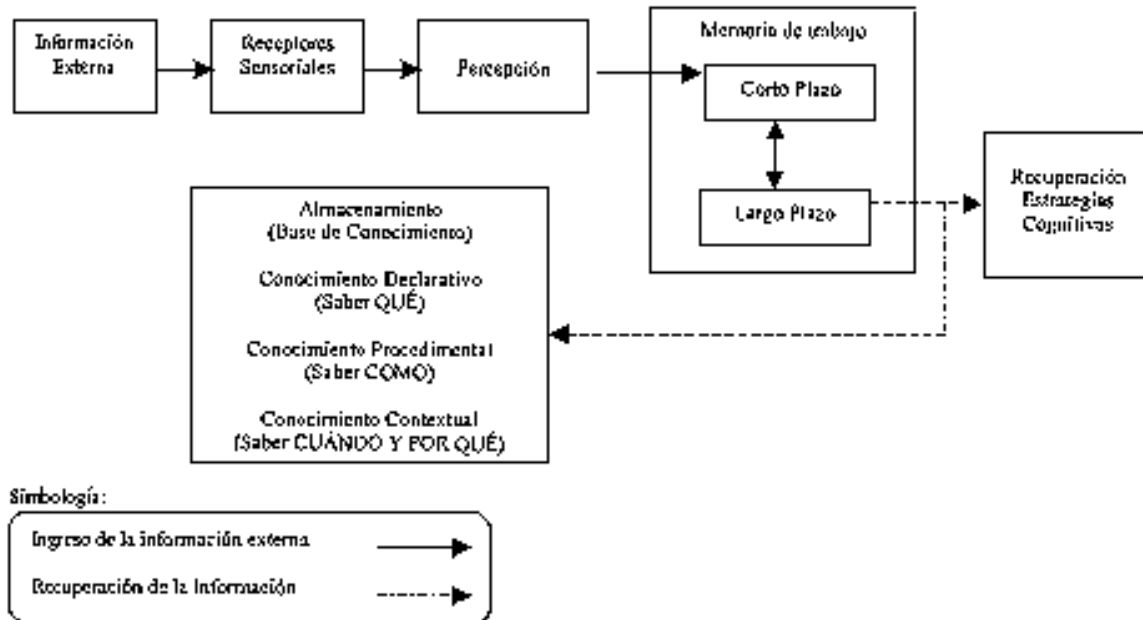 Información
Externa
Receptores
Sensoriales
Percepción
Memoria de trabajo
Corto Plazo
Largo Plazo
Recuperación
Estrategias
Cognitivas
Almacenamiento
(Base de Conocimiento)
Conocimiento Declarativo
(Saber QUÉ)
Conocimiento Procedimental
(Saber COMO)
Conocimiento Contextual
(Saber CUÁNDO Y POR QUÉ)
Simbología:
Ingreso de la información externa
Recuperación de la Información